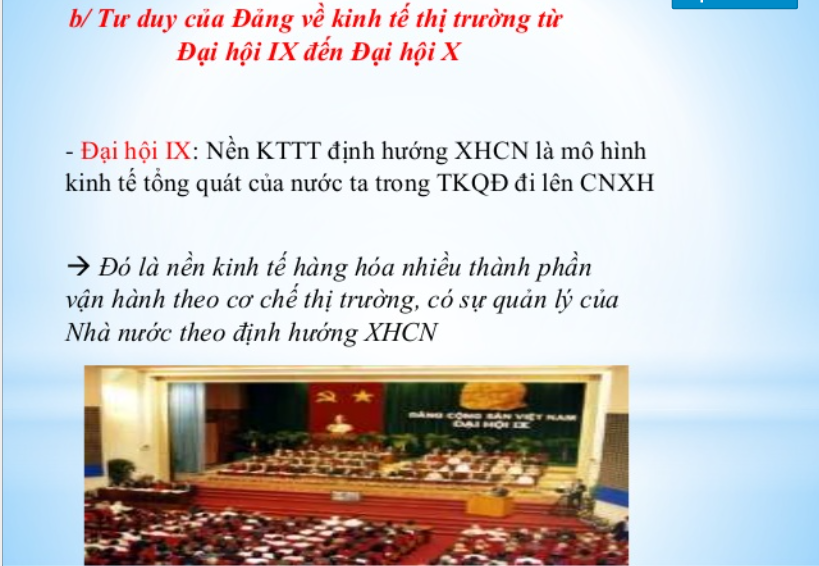 b/ Tư duy của Đảng về kinh tế thị trường từ
Đại hội IX đến Đại hội X
- Đại hội IX: Nền KTTT định hướng XHCN là mô hình
kinh tế tổng quát của nước ta trong TKQĐ đi lên CNXH
→ Đó là nền kinh tế hàng hóa nhiều thành phần
vận hành theo cơ chế thị trường, có sự quản lý của
Nhà nước theo định hướng XHCN
ĐẢNG CỘNG SẢN VIỆT NAM
ĐẠI HỘI IX